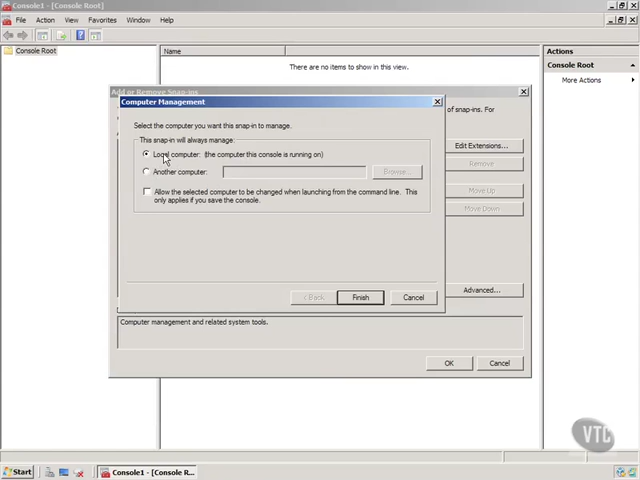 Console1 - [Console Root]
File Action View Favorites Window Help
Console Root
Name
There are no items to show in this view.
Actions
Console Root
More Actions
Add or Remove Snap-ins
of snap-ins. For
Edit Extensions...
Remove
Move Up
Move Down
Advanced...
Computer Management
Select the computer you want this snap-in to manage.
This snap-in will always manage:
Local computer: (the computer this console is running on)
Another computer:
Browse...
Allow the selected computer to be changed when launching from the command line. This
only applies if you save the console.
< Back
Finish
Cancel
Computer management and related system tools.
OK
Cancel
VTC
Start
Console1 - [Console R...